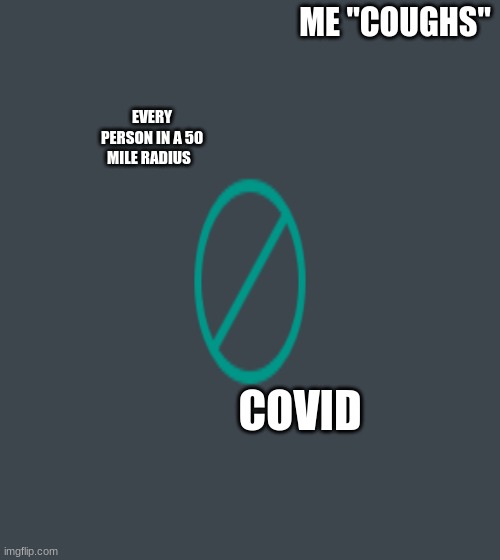 ME "COUGHS"
EVERY
PERSON IN A 50
MILE RADIUS
COVID
imgflip.com